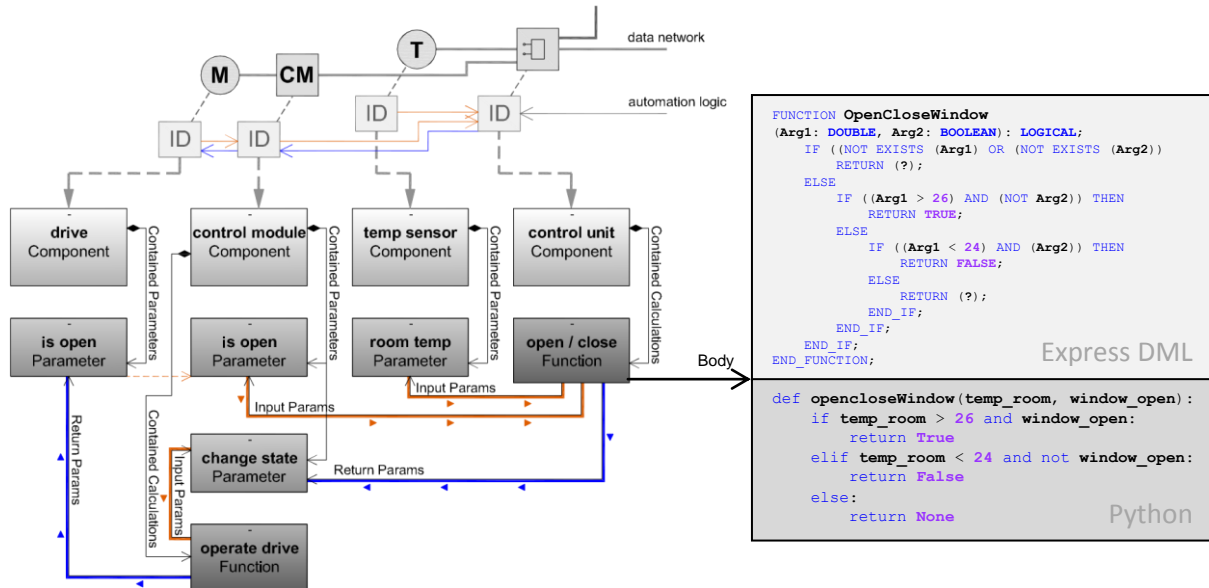 data network
T
M
CM
automation logic
ID
ID
ID
ID
-
drive
Component
-
control module
Component
-
temp sensor
Component
-
control unit
Component
Contained Parameters
Contained Parameters
Contained Parameters
Contained Calculations
-
is open
Parameter
-
is open
Parameter
-
room temp
Parameter
-
open / close
Function
Input Params
Input Params
Body
Return Params
Contained Calculations
Input Params
-
change state
Parameter
Return Params
-
operate drive
Function
FUNCTION OpenCloseWindow
(Arg1: DOUBLE, Arg2: BOOLEAN): LOGICAL;
IF ((NOT EXISTS (Arg1) OR (NOT EXISTS (Arg2))
RETURN (?);
ELSE
IF ((Arg1 > 26) AND (NOT Arg2)) THEN
RETURN TRUE;
ELSE
IF ((Arg1 < 24) AND (Arg2)) THEN
RETURN FALSE;
ELSE
RETURN (?);
END_IF;
END_IF;
END_IF;
END_FUNCTION;
Express DML
def opencloseWindow(temp_room, window_open):
if temp_room > 26 and window_open:
return True
elif temp_room < 24 and not window_open:
return False
else:
return None
Python